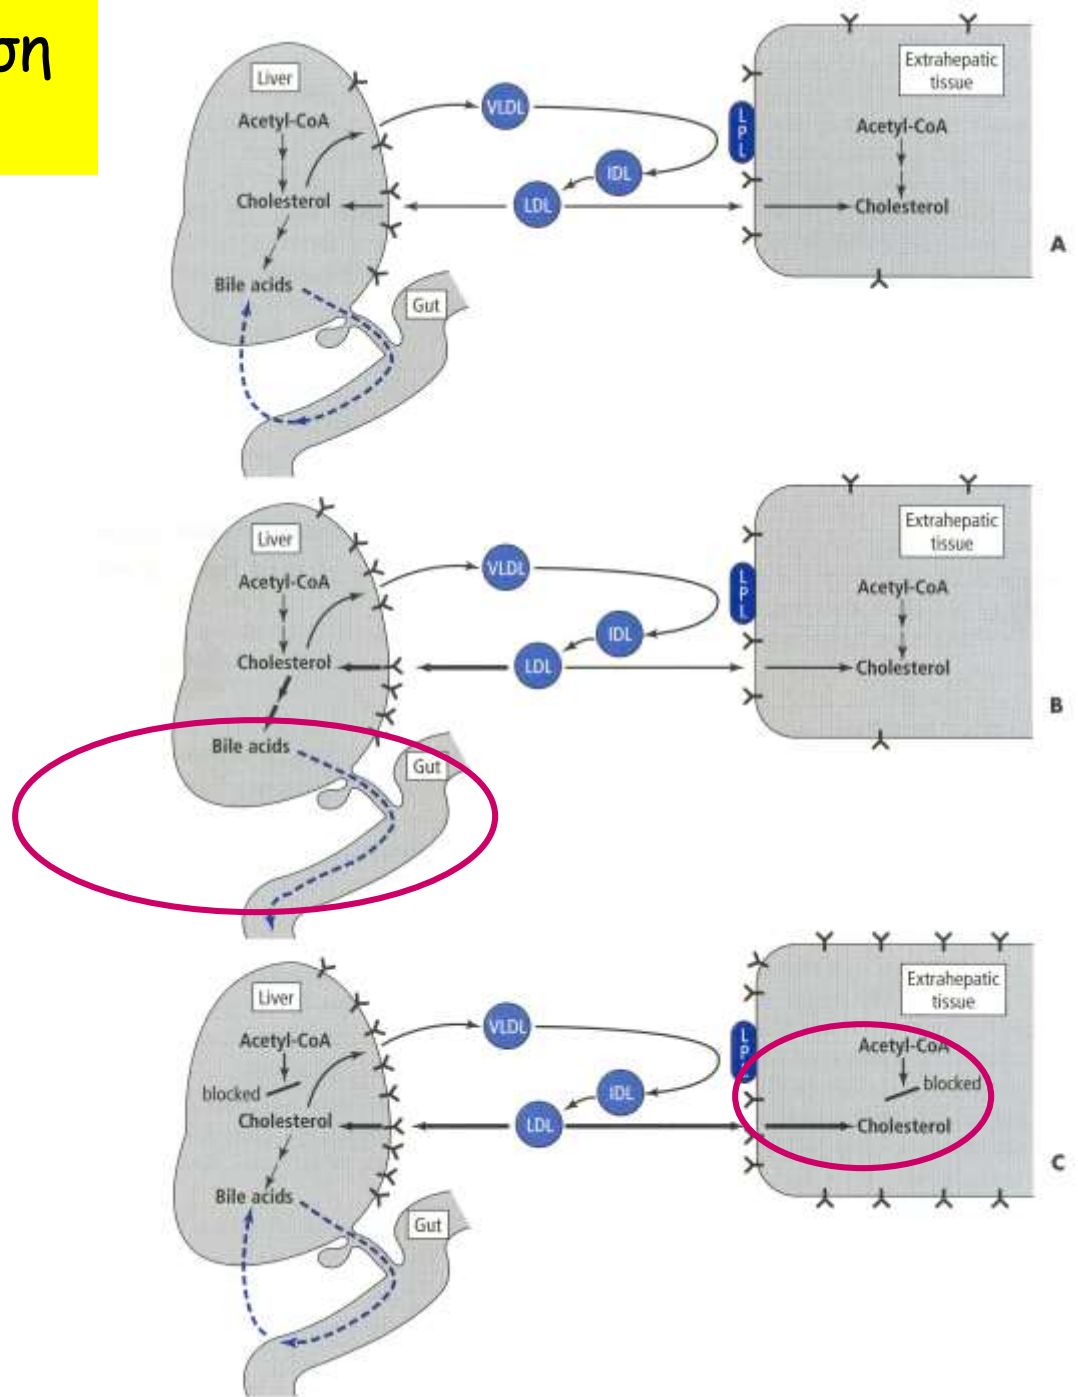 ση
Liver
Acetyl-CoA
Cholesterol
Bile acids
Gut
VLDL
IDL
LDL
LPL
Extrahepatic
tissue
Acetyl-CoA
Cholesterol
A
Liver
Acetyl-CoA
Cholesterol
Bile acids
Gut
VLDL
IDL
LDL
LPL
Extrahepatic
tissue
Acetyl-CoA
Cholesterol
B
Liver
Acetyl-CoA
blocked
Cholesterol
Bile acids
Gut
VLDL
IDL
LDL
LPL
Extrahepatic
tissue
Acetyl-CoA
blocked
Cholesterol
C